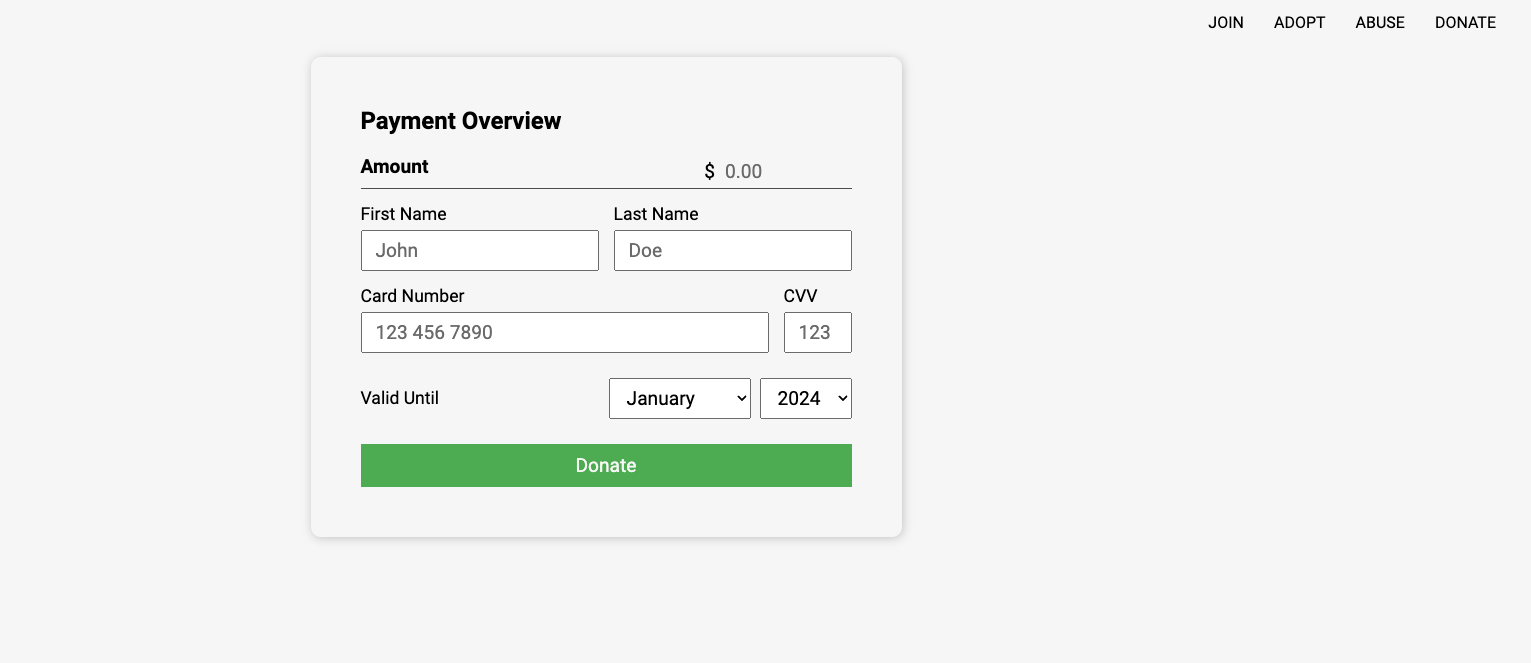 JOIN ADOPT ABUSE DONATE
Payment Overview
Amount $ 0.00
First Name Last Name
John Doe
Card Number CVV
123 456 7890 123
Valid Until January 2024
Donate